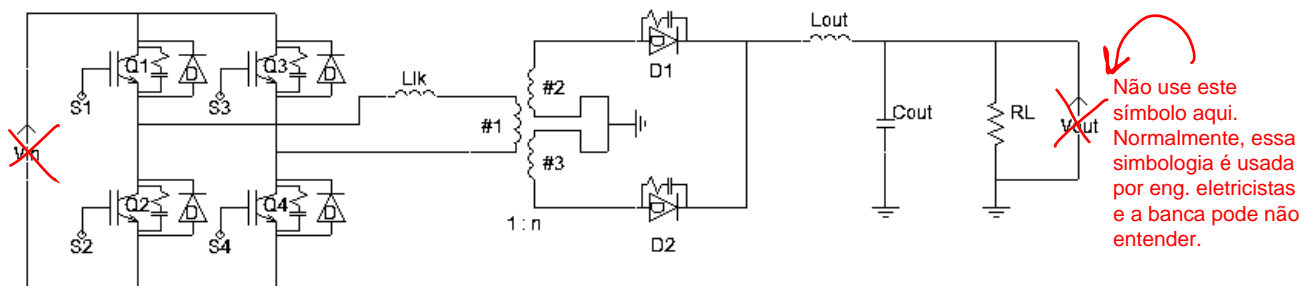 Lout
Q1
D
Q3
D
D1
S1
S3
Llk
#2
Não use este
símbolo aqui.
Normalmente, essa
simbologia é usada
por eng. eletricistas
e a banca pode não
entender.
Vin
#1
Cout
RL
Vout
#3
Q2
D
Q4
D
S2
S4
1 : n
D2